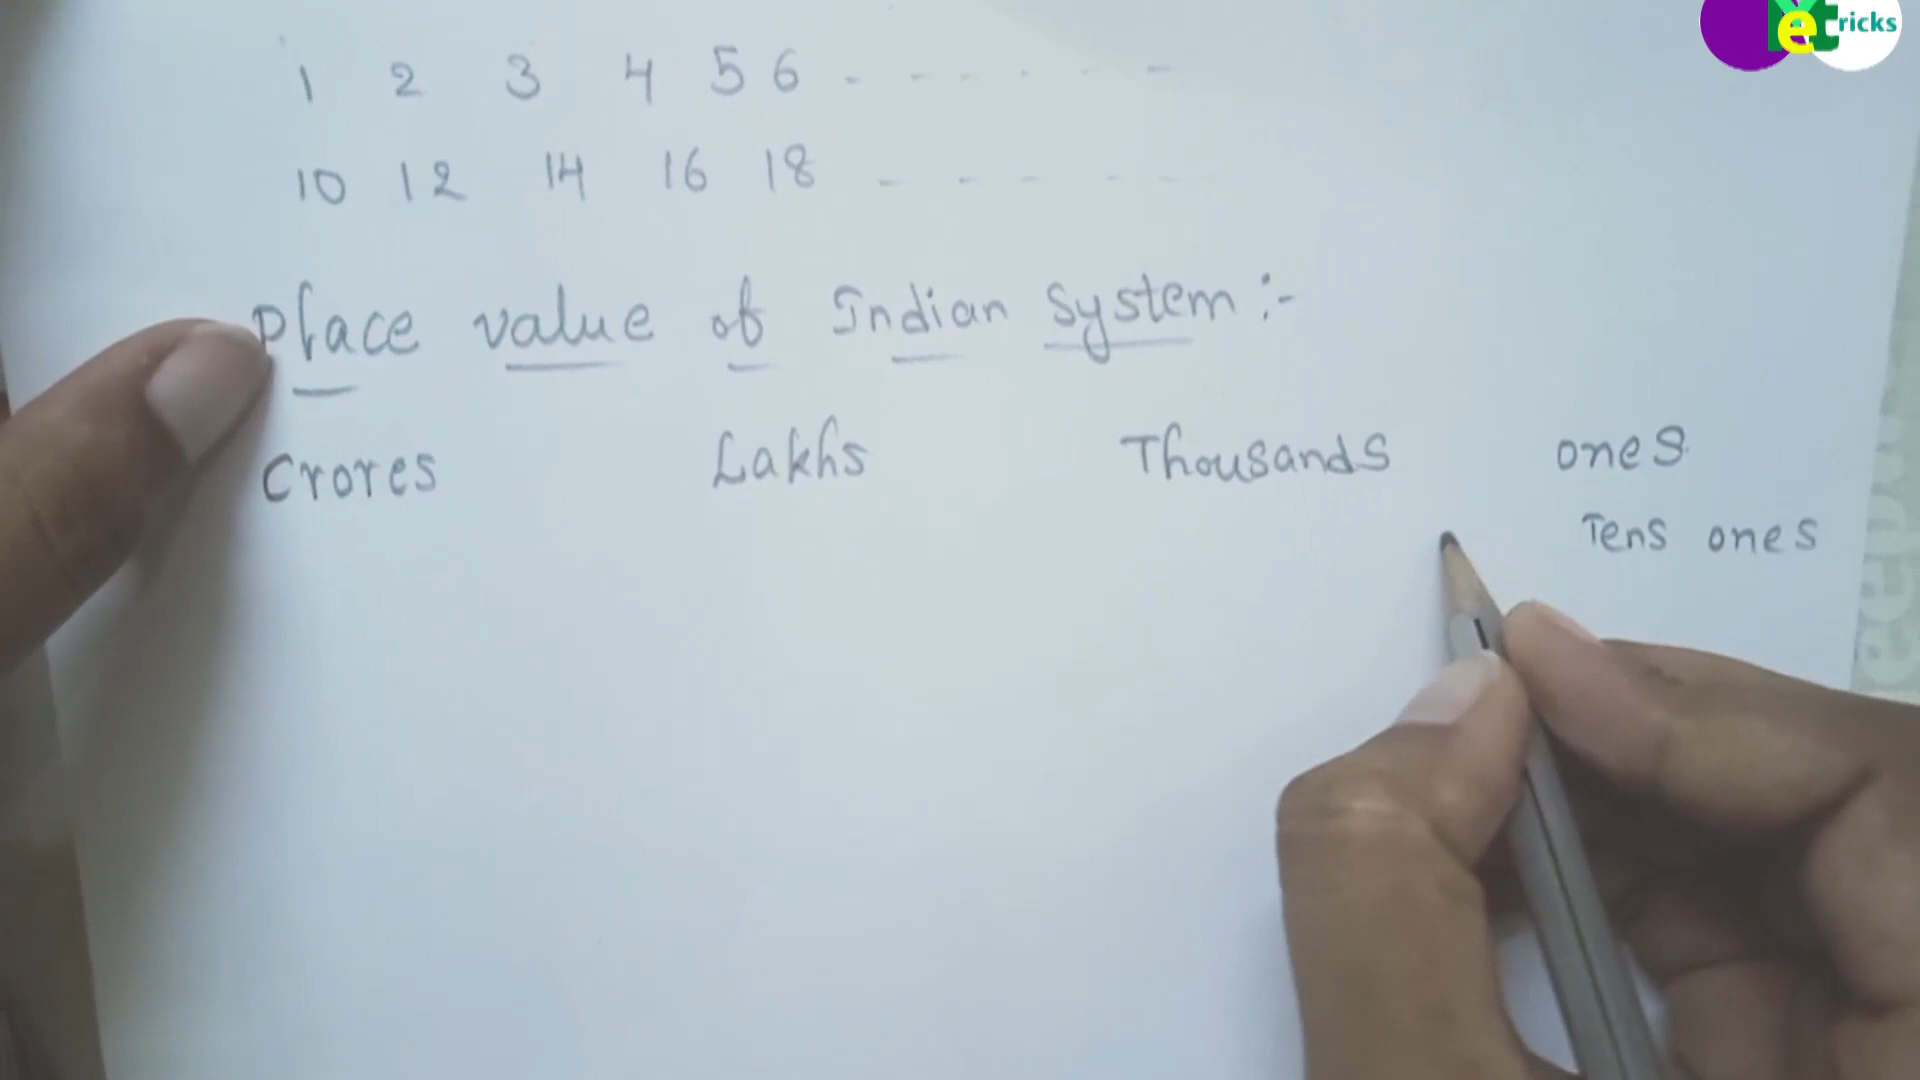 etricks
1 2 3 4 5 6 - - - - - -
10 12 14 16 18 - - - - -
Place value of Indian System :-
Crores Lakhs Thousands ones
Tens ones